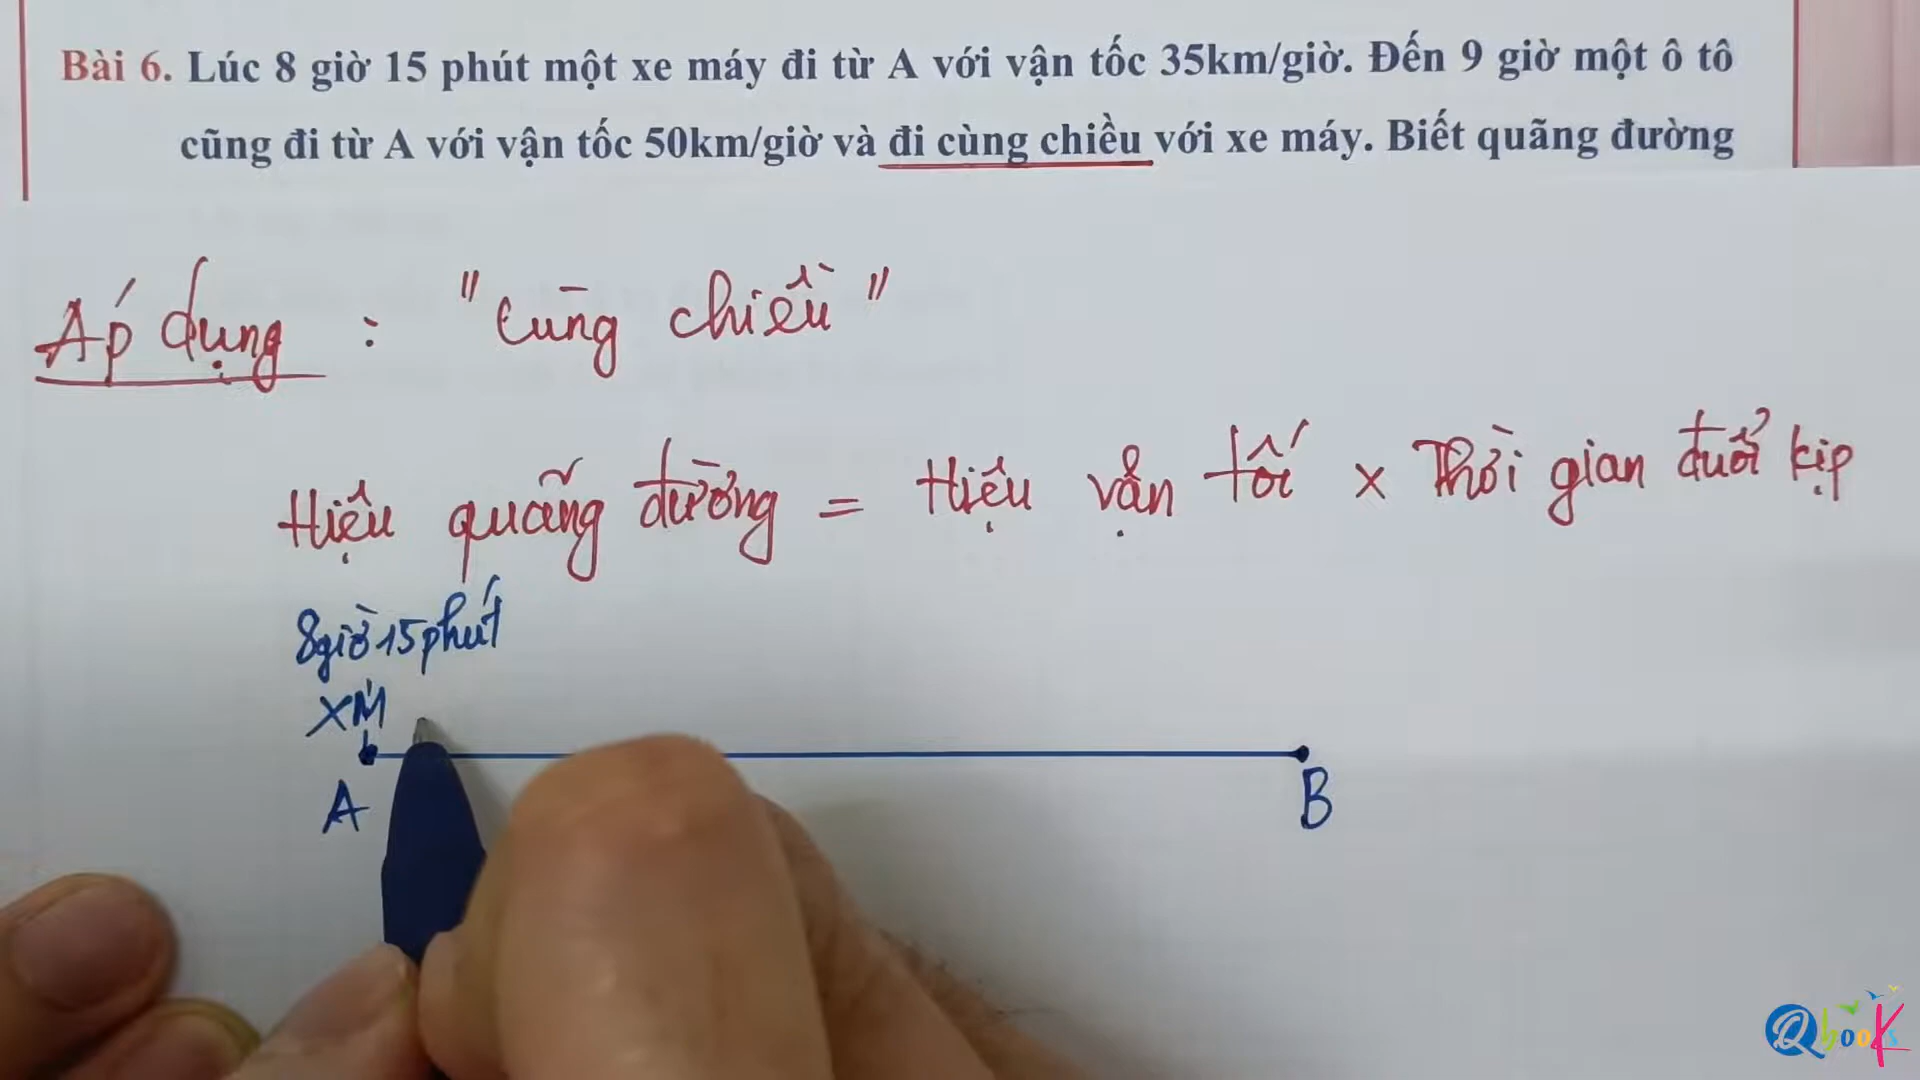 Bài 6. Lúc 8 giờ 15 phút một xe máy đi từ A với vận tốc 35km/giờ. Đến 9 giờ một ô tô
cũng đi từ A với vận tốc 50km/giờ và đi cùng chiều với xe máy. Biết quãng đường
Áp dụng : "Cùng chiều"
Hiệu quãng đường = Hiệu vận tốc × Thời gian đuổi kịp
8giờ 15phút
XM
A B
Qbooks